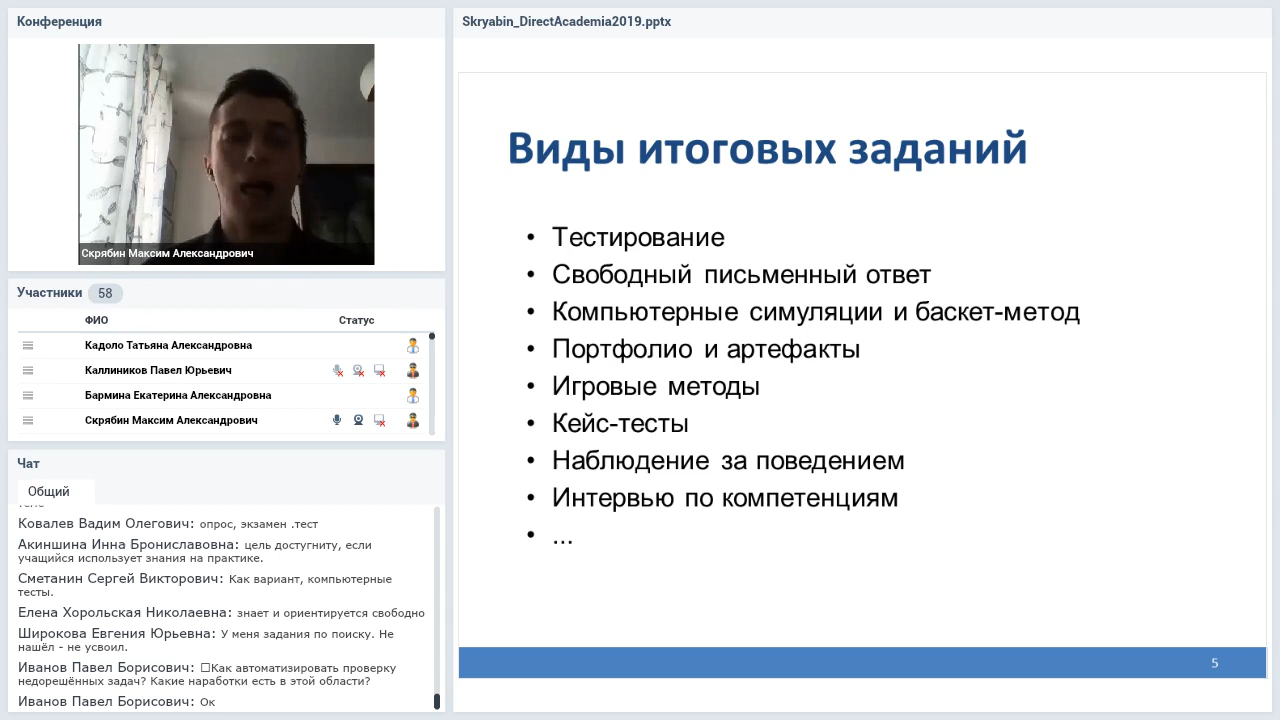 Конференция
Скрябин Максим Александрович
Участники 58
ФИО Статус
Кадоло Татьяна Александровна
Каллиников Павел Юрьевич
Бармина Екатерина Александровна
Скрябин Максим Александрович
Чат
Общий
Ковалев Вадим Олегович: опрос, экзамен .тест
Акиншина Инна Брониславовна: цель достугниту, если
учащийся использует знания на практике.
Сметанин Сергей Викторович: Как вариант, компьютерные
тесты.
Елена Хорольская Николаевна: знает и ориентируется свободно
Широкова Евгения Юрьевна: У меня задания по поиску. Не
нашёл - не усвоил.
Иванов Павел Борисович: ☐Как автоматизировать проверку
недорешённых задач? Какие наработки есть в этой области?
Иванов Павел Борисович: Ок
Skryabin_DirectAcademia2019.pptx
Виды итоговых заданий
• Тестирование
• Свободный письменный ответ
• Компьютерные симуляции и баскет-метод
• Портфолио и артефакты
• Игровые методы
• Кейс-тесты
• Наблюдение за поведением
• Интервью по компетенциям
• ...
5